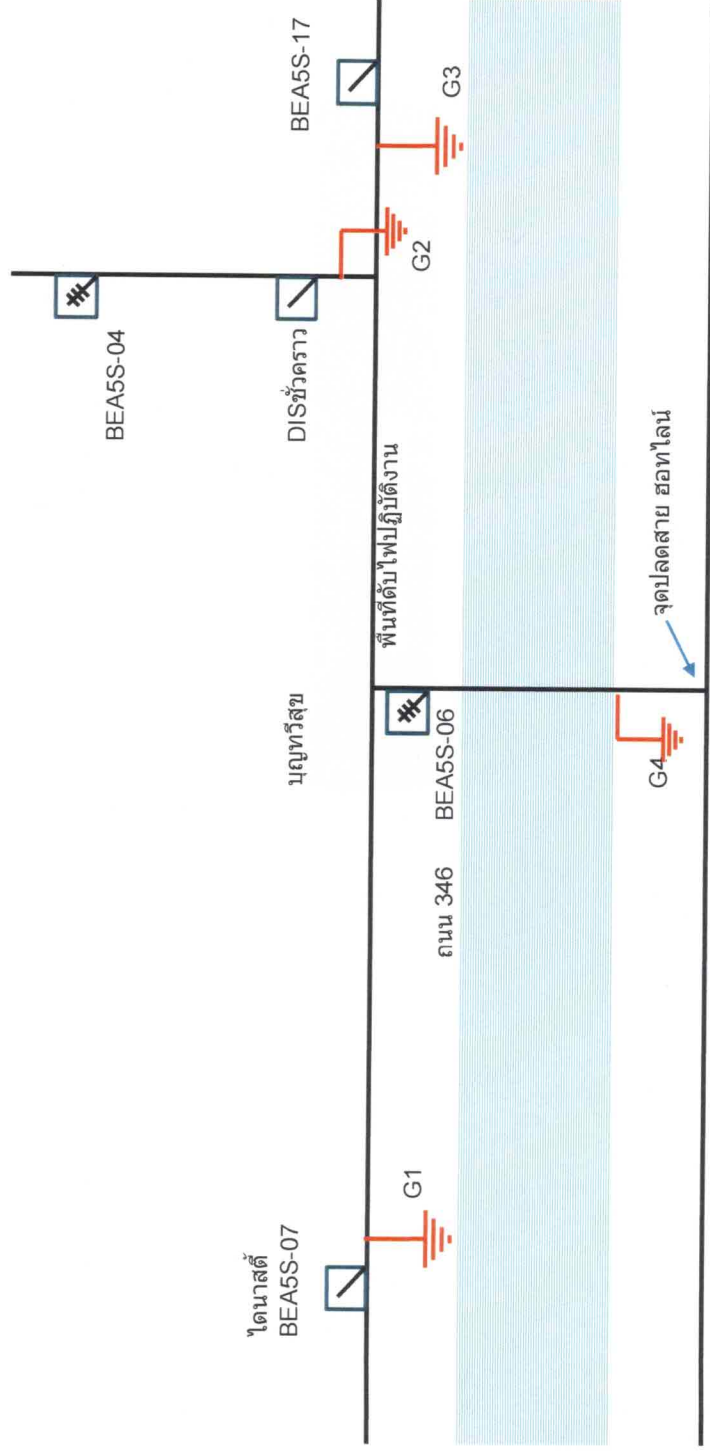 BEA5S-17
BEA5S-04
G3
G2
DISชั่วคราว
พื้นที่ดับไฟปฏิบัติงาน
บุญทวีสุข
จุดปลดสาย ฮอทไลน์
BEA5S-06
ถนน 346
G4
ไดนาสตี้
BEA5S-07
G1